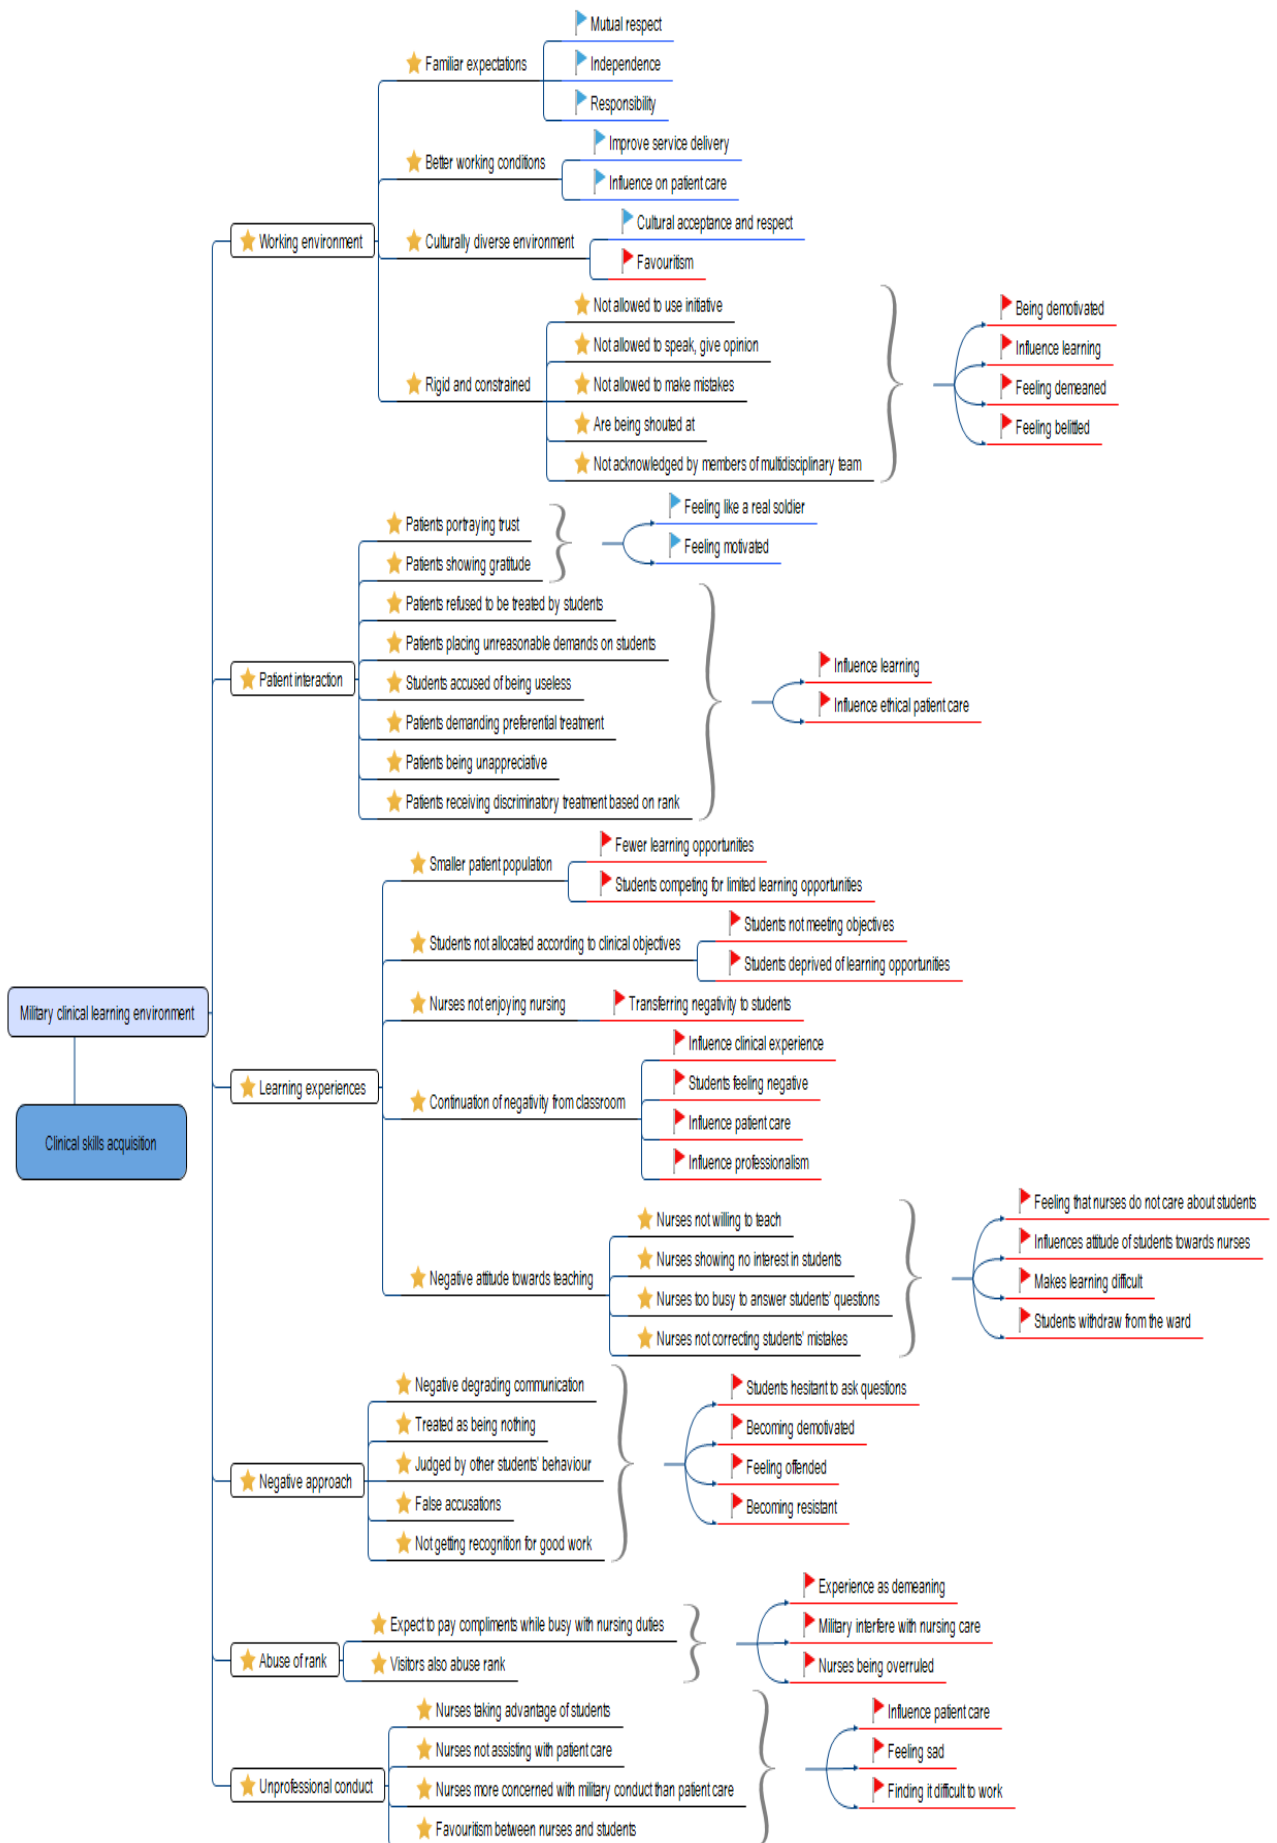 Mutual respect
Familiar expectations
Independence
Responsibility
Improve service delivery
Better working conditions
Influence on patient care
Cultural acceptance and respect
Working environment
Culturally diverse environment
Favouritism
Not allowed to use initiative
Being demotivated
Not allowed to speak, give opinion
Influence learning
Rigid and constrained
Not allowed to make mistakes
Feeling demeaned
Are being shouted at
Feeling belittled
Not acknowledged by members of multidisciplinary team
Feeling like a real soldier
Patients portraying trust
Feeling motivated
Patients showing gratitude
Patients refused to be treated by students
Patients placing unreasonable demands on students
Influence learning
Patient interaction
Students accused of being useless
Influence ethical patient care
Patients demanding preferential treatment
Patients being unappreciative
Patients receiving discriminatory treatment based on rank
Fewer learning opportunities
Smaller patient population
Students competing for limited learning opportunities
Students not meeting objectives
Students not allocated according to clinical objectives
Students deprived of learning opportunities
Nurses not enjoying nursing
Transferring negativity to students
Military clinical learning environment
Influence clinical experience
Learning experiences
Students feeling negative
Continuation of negativity from classroom
Influence patient care
Clinical skills acquisition
Influence professionalism
Feeling that nurses do not care about students
Nurses not willing to teach
Influences attitude of students towards nurses
Nurses showing no interest in students
Negative attitude towards teaching
Makes learning difficult
Nurses too busy to answer students' questions
Students withdraw from the ward
Nurses not correcting students' mistakes
Negative degrading communication
Students hesitant to ask questions
Treated as being nothing
Becoming demotivated
Negative approach
Judged by other students' behaviour
Feeling offended
False accusations
Becoming resistant
Not getting recognition for good work
Experience as demeaning
Expect to pay compliments while busy with nursing duties
Military interfere with nursing care
Abuse of rank
Visitors also abuse rank
Nurses being overruled
Nurses taking advantage of students
Influence patient care
Nurses not assisting with patient care
Feeling sad
Unprofessional conduct
Nurses more concerned with military conduct than patient care
Finding it difficult to work
Favouritism between nurses and students